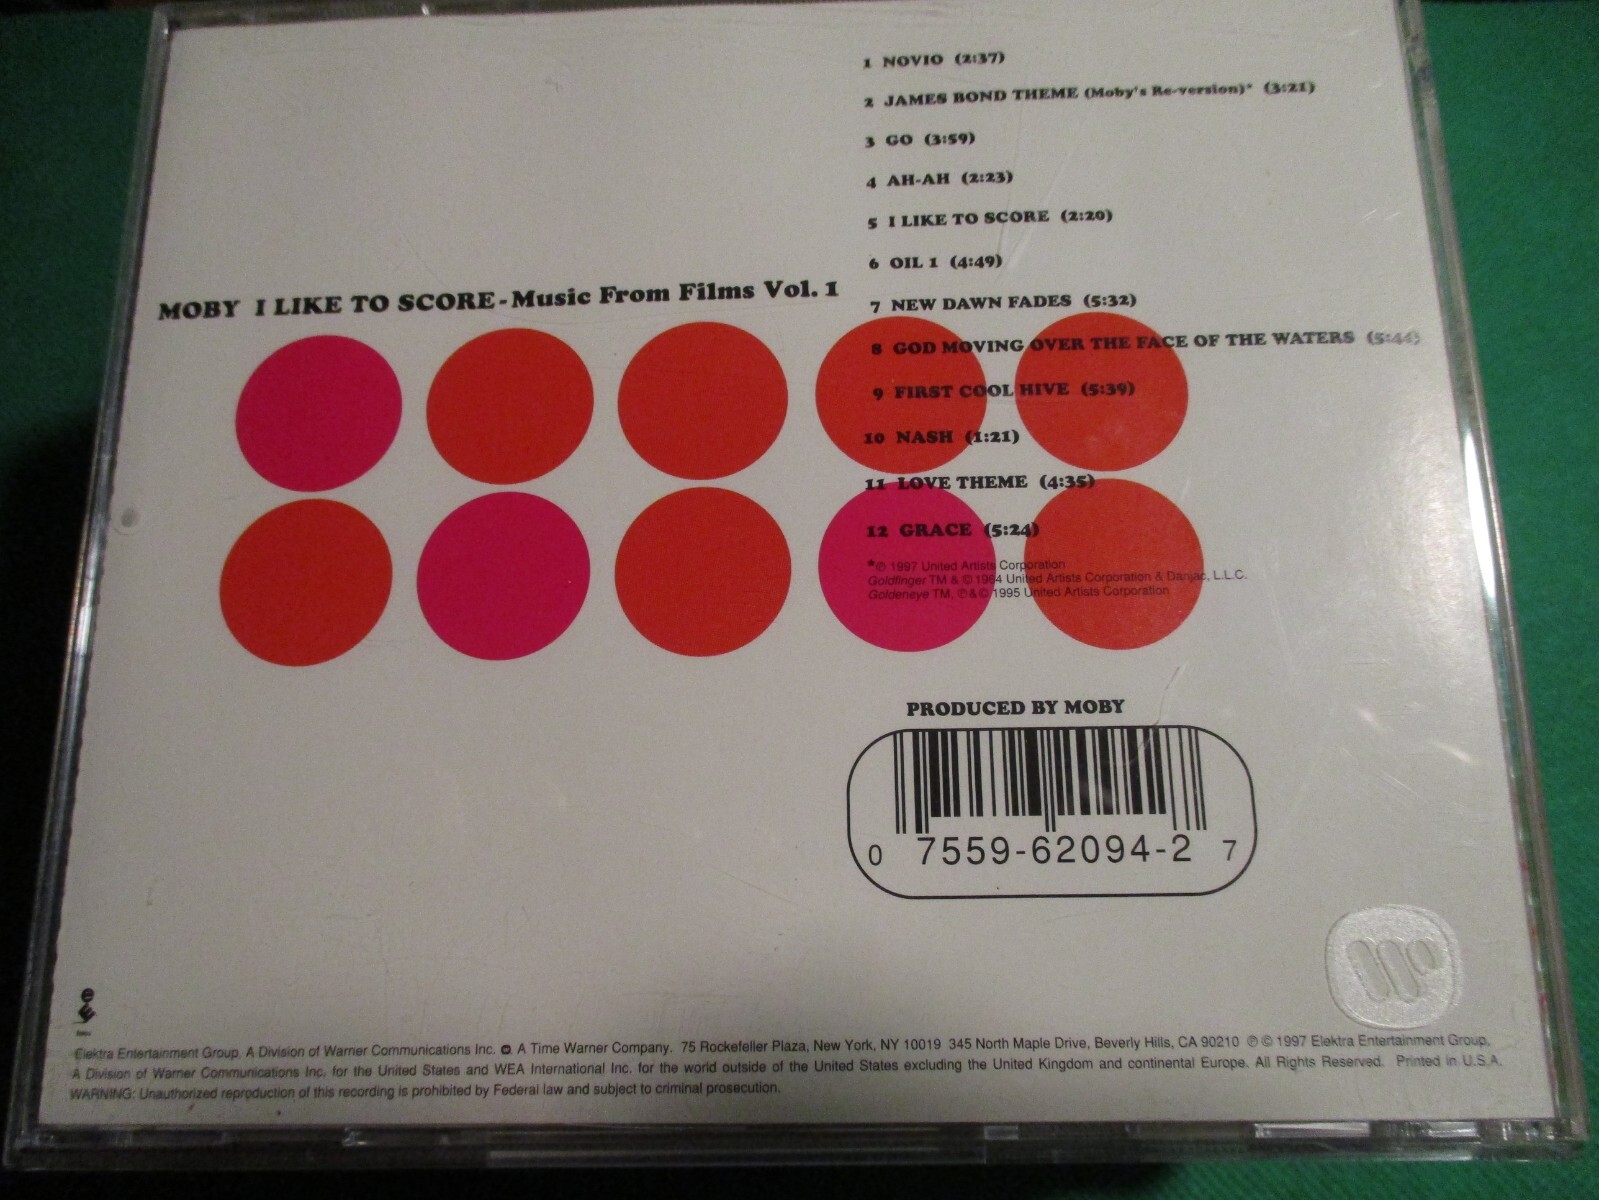 1 NOVIO (2:37)
2 JAMES BOND THEME (Moby's Re-version)* (3:21)
3 GO (3:59)
4 AH-AH (2:23)
5 I LIKE TO SCORE (2:20)
6 OIL 1 (4:49)
MOBY I LIKE TO SCORE - Music From Films Vol. 1
7 NEW DAWN FADES (5:32)
8 GOD MOVING OVER THE FACE OF THE WATERS (5:44)
9 FIRST COOL HIVE (5:39)
10 NASH (1:21)
11 LOVE THEME (4:35)
12 GRACE (5:24)
*℗ 1997 United Artists Corporation
Goldfinger TM & © 1964 United Artists Corporation & Danjac, L.L.C.
Goldeneye TM, ℗&© 1995 United Artists Corporation
PRODUCED BY MOBY
0 7559-62094-2 7
Elektra Entertainment Group, A Division of Warner Communications Inc. A Time Warner Company. 75 Rockefeller Plaza, New York, NY 10019 345 North Maple Drive, Beverly Hills, CA 90210 ℗ © 1997 Elektra Entertainment Group,
A Division of Warner Communications Inc. for the United States and WEA International Inc. for the world outside of the United States excluding the United Kingdom and continental Europe. All Rights Reserved. Printed in U.S.A.
WARNING: Unauthorized reproduction of this recording is prohibited by Federal law and subject to criminal prosecution.